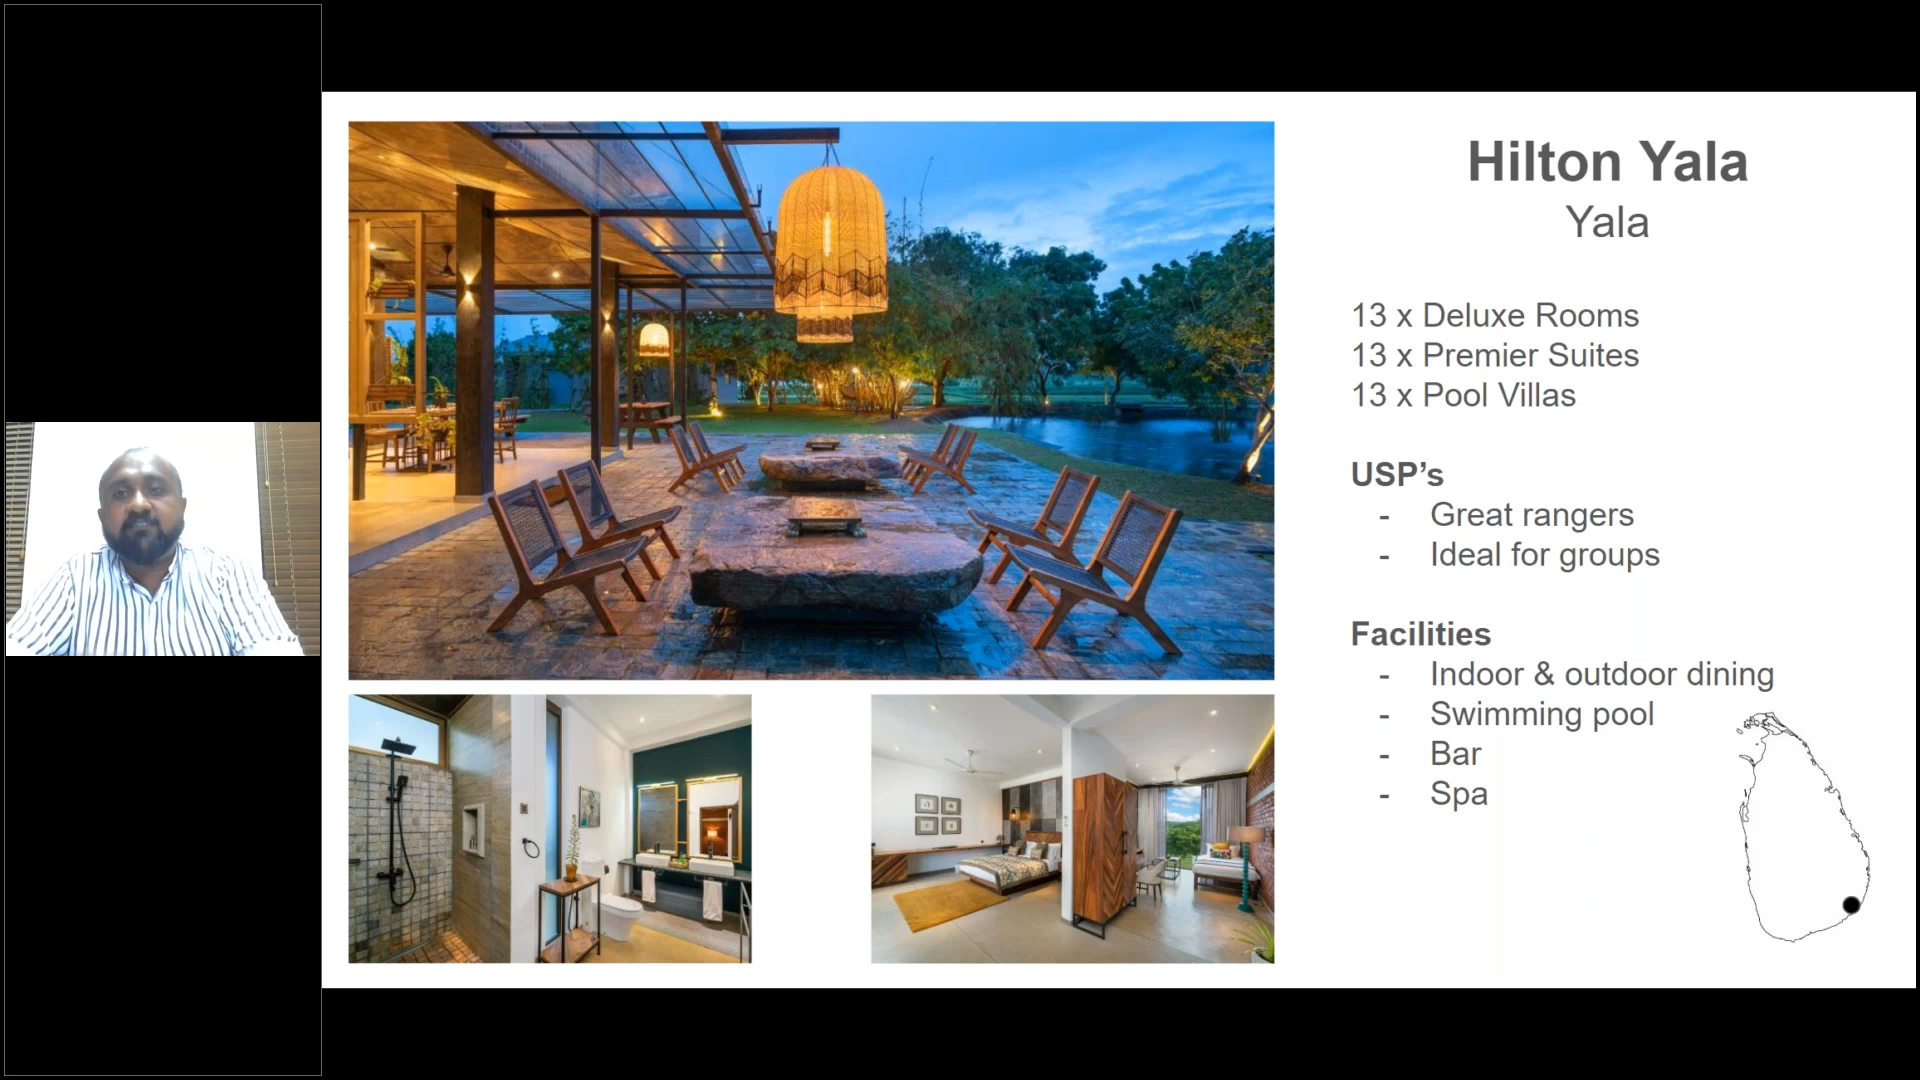 Hilton Yala
Yala
13 x Deluxe Rooms
13 x Premier Suites
13 x Pool Villas
USP’s
- Great rangers
- Ideal for groups
Facilities
- Indoor & outdoor dining
- Swimming pool
- Bar
- Spa